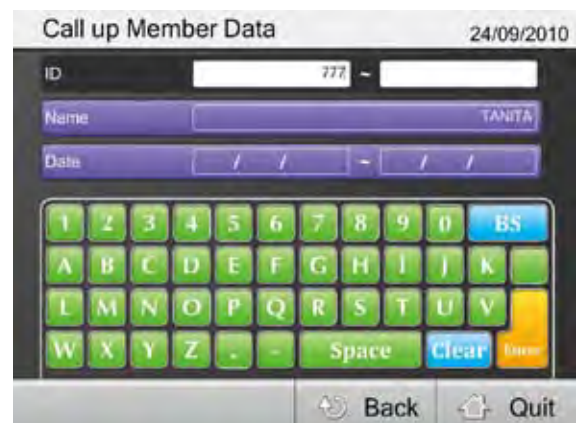 Call up Member Data 24/09/2010
ID 777 ~
Name TANITA
Date / / ~ / /
1 2 3 4 5 6 7 8 9 0 BS
A B C D E F G H I J K
L M N O P Q R S T U V
W X Y Z . - Space Clear Enter
Back Quit